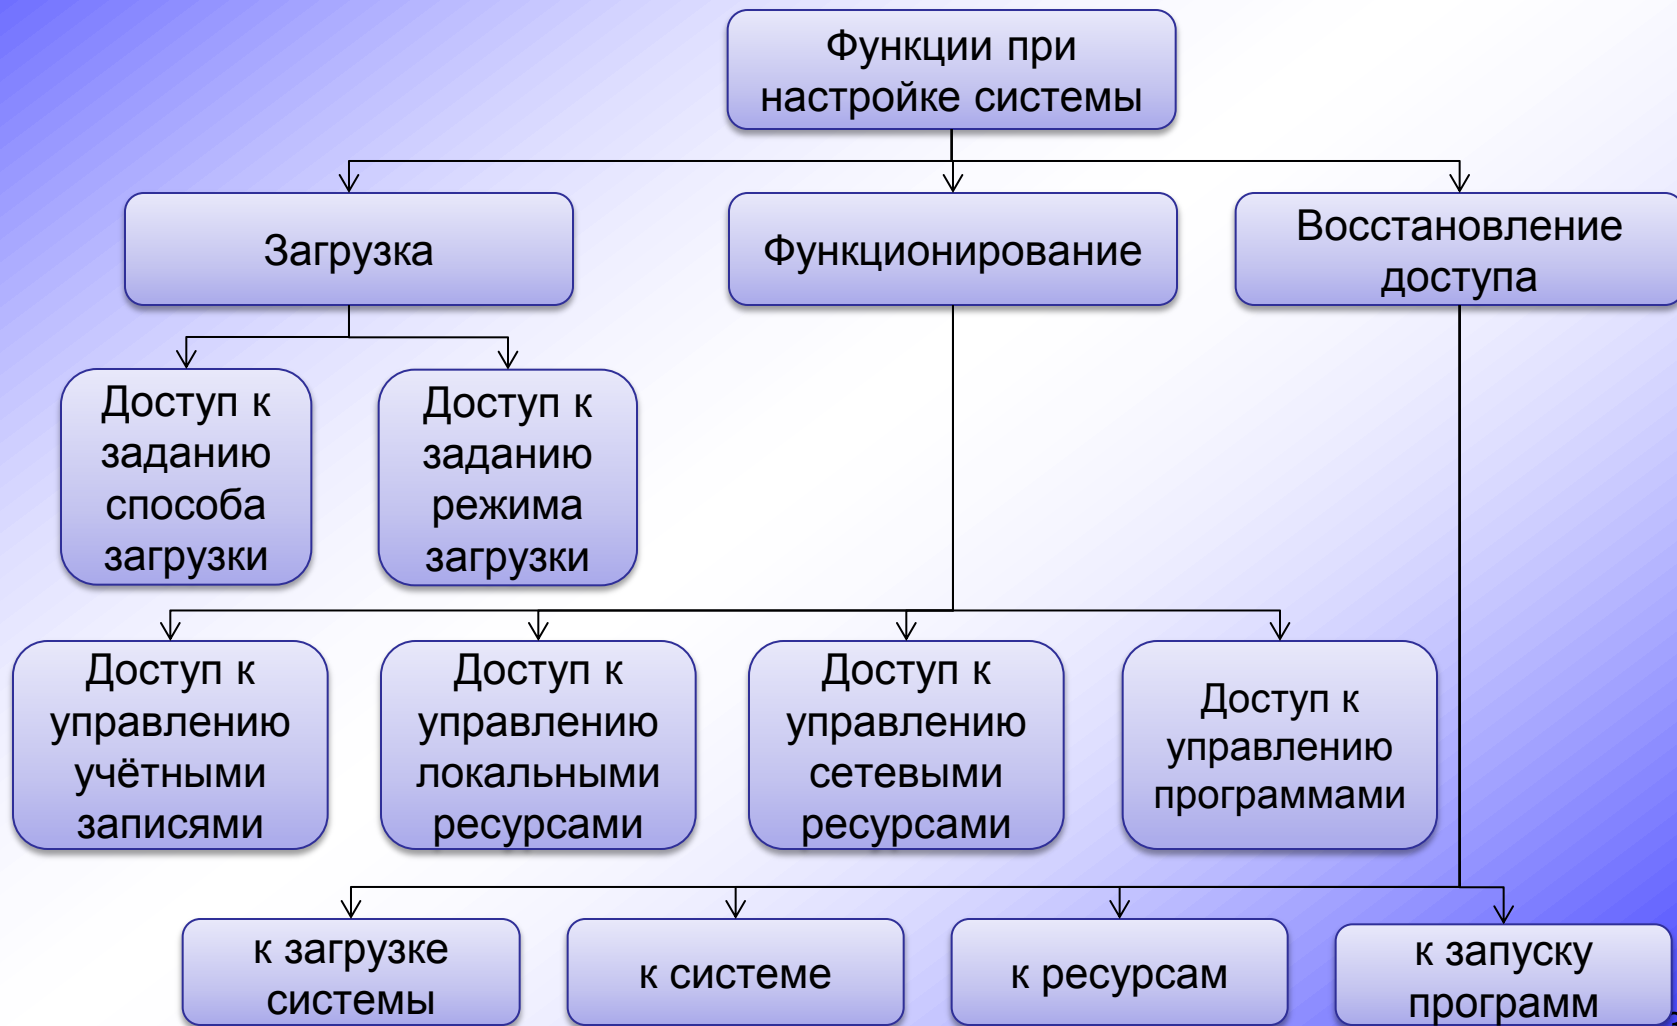 Функции при
настройке системы
Загрузка
Функционирование
Восстановление
доступа
Доступ к
заданию
способа
загрузки
Доступ к
заданию
режима
загрузки
Доступ к
управлению
учётными
записями
Доступ к
управлению
локальными
ресурсами
Доступ к
управлению
сетевыми
ресурсами
Доступ к
управлению
программами
к загрузке
системы
к системе
к ресурсам
к запуску
программ